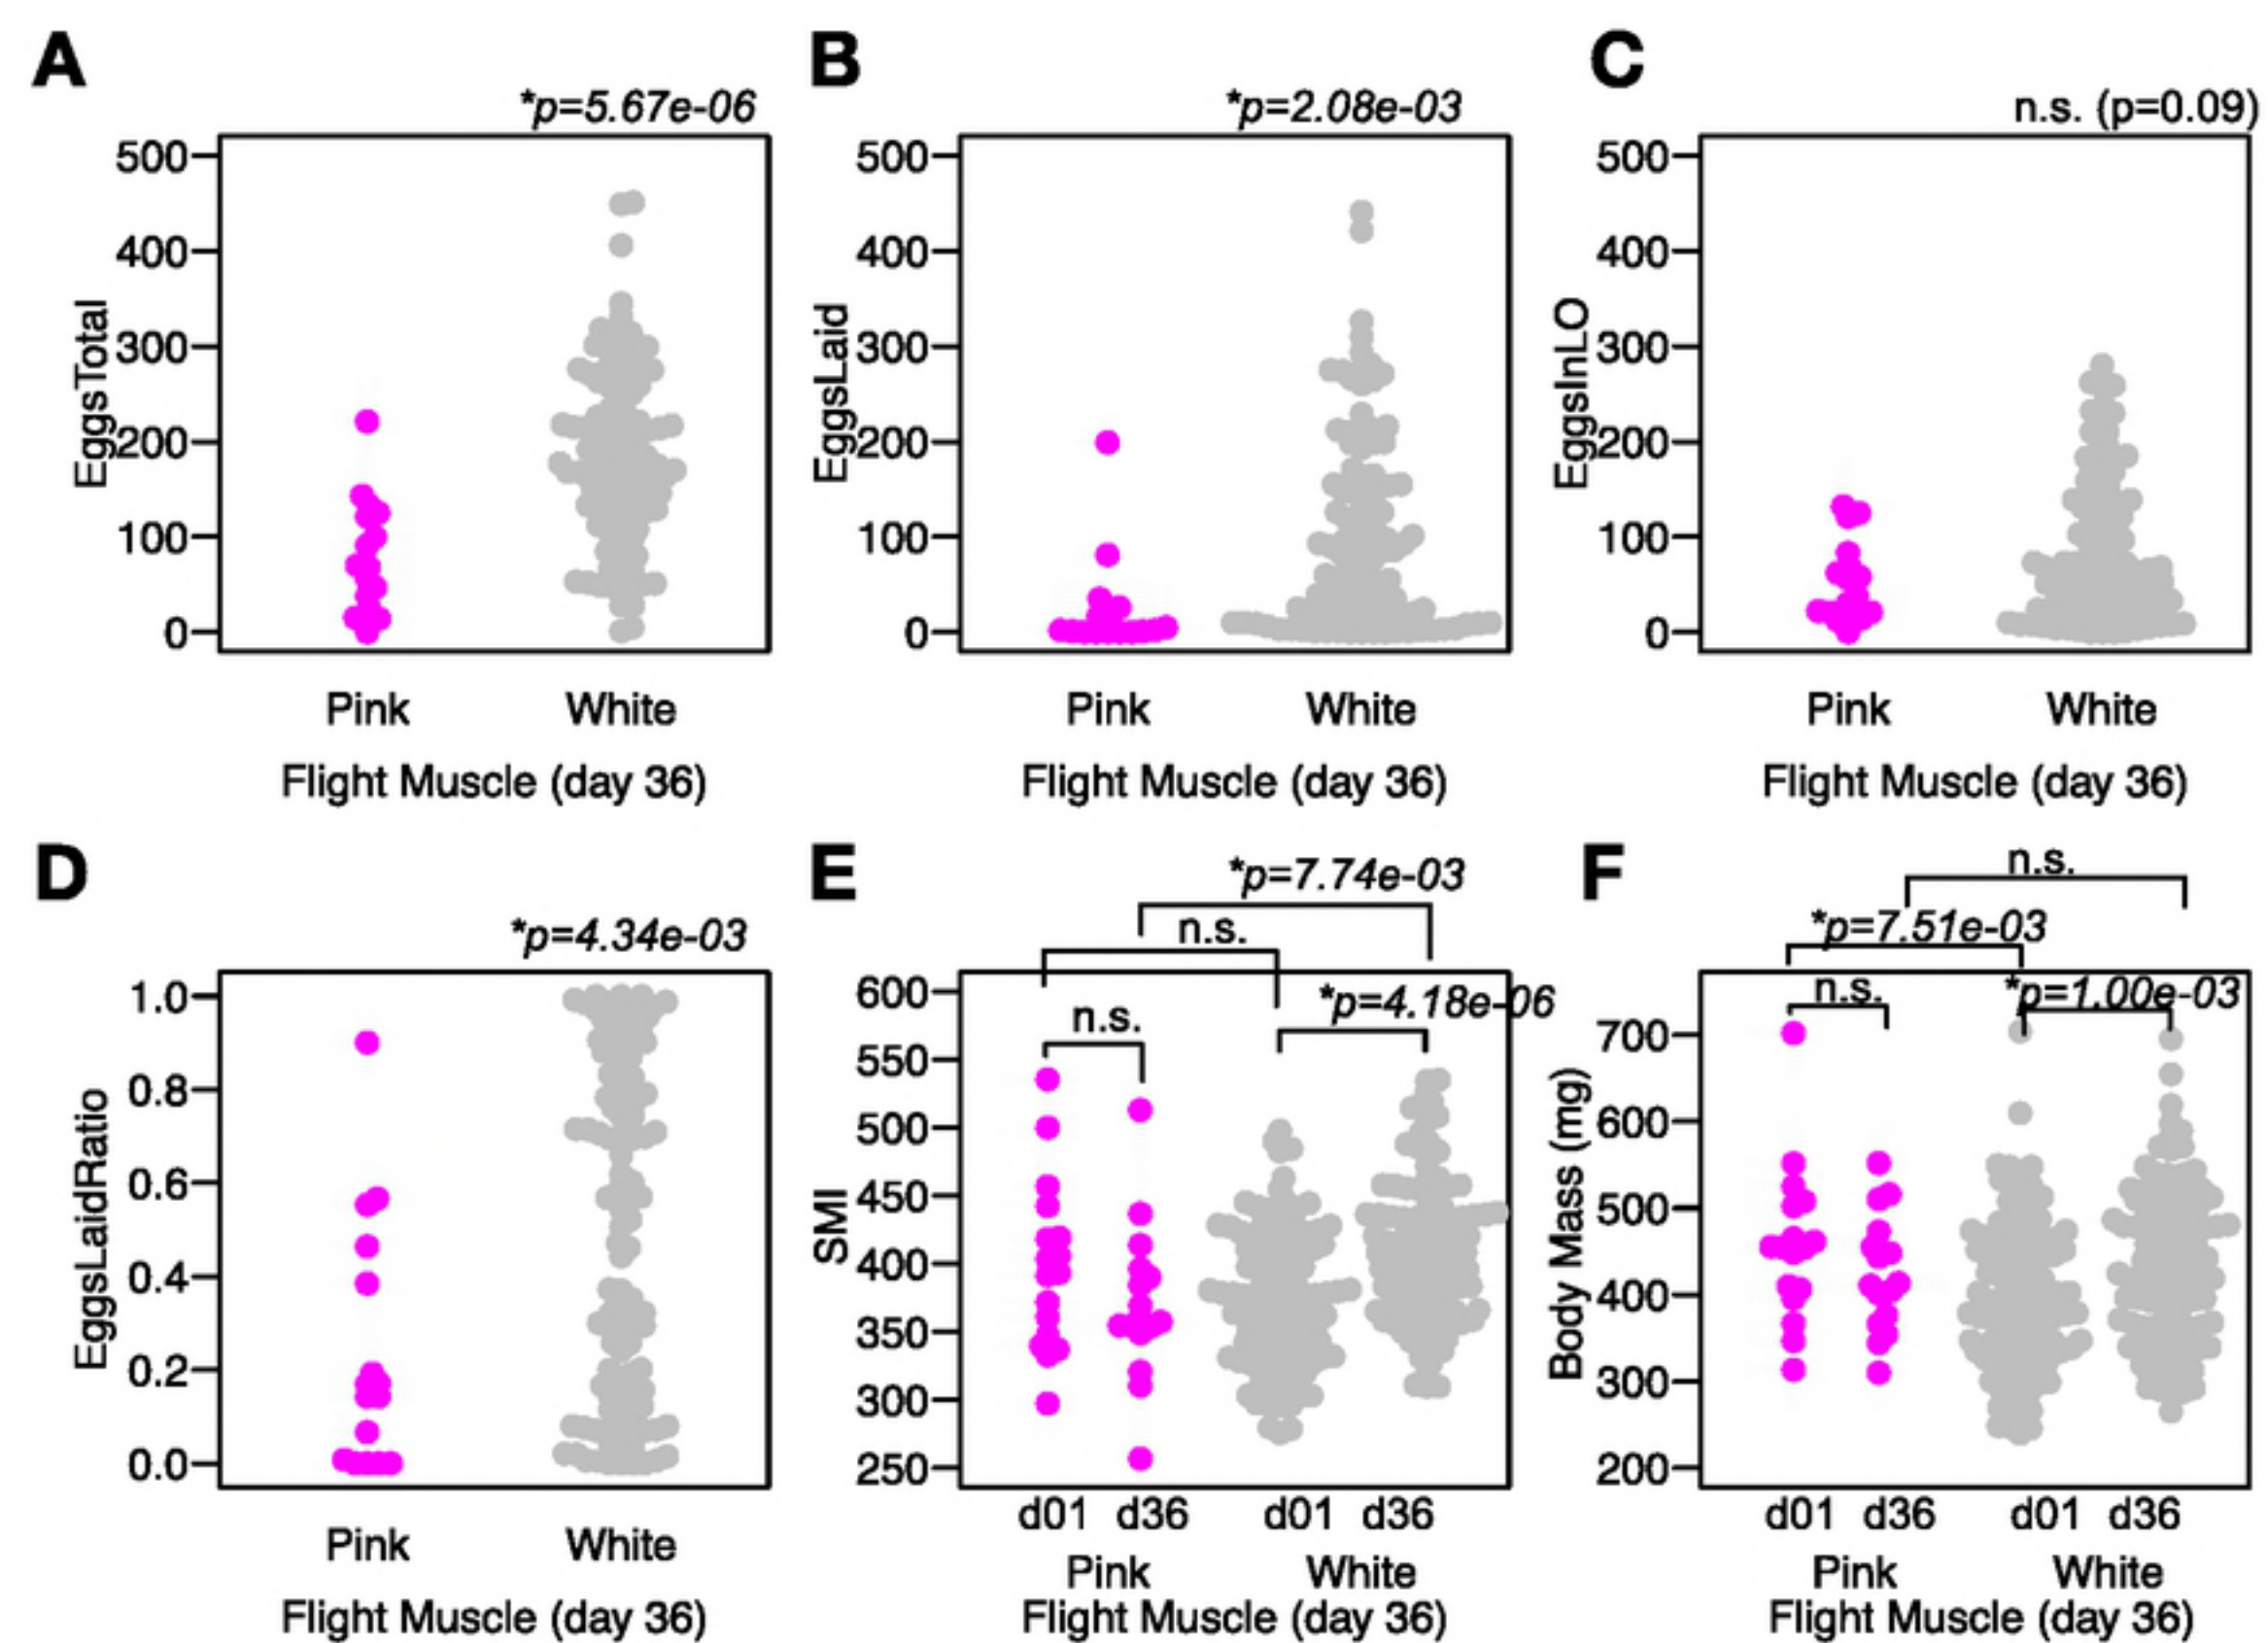 A
*p=5.67e-06
EggsTotal
500
400
300
200
100
0
Pink White
Flight Muscle (day 36)
B
*p=2.08e-03
EggsLaid
500
400
300
200
100
0
Pink White
Flight Muscle (day 36)
C
n.s. (p=0.09)
EggsInLO
500
400
300
200
100
0
Pink White
Flight Muscle (day 36)
D
*p=4.34e-03
EggsLaidRatio
1.0
0.8
0.6
0.4
0.2
0.0
Pink White
Flight Muscle (day 36)
E
*p=7.74e-03
n.s.
*p=4.18e-06
n.s.
SMI
600
550
500
450
400
350
300
250
d01 d36 d01 d36
Pink White
Flight Muscle (day 36)
F
n.s.
*p=7.51e-03
n.s. *p=1.00e-03
Body Mass (mg)
700
600
500
400
300
200
d01 d36 d01 d36
Pink White
Flight Muscle (day 36)